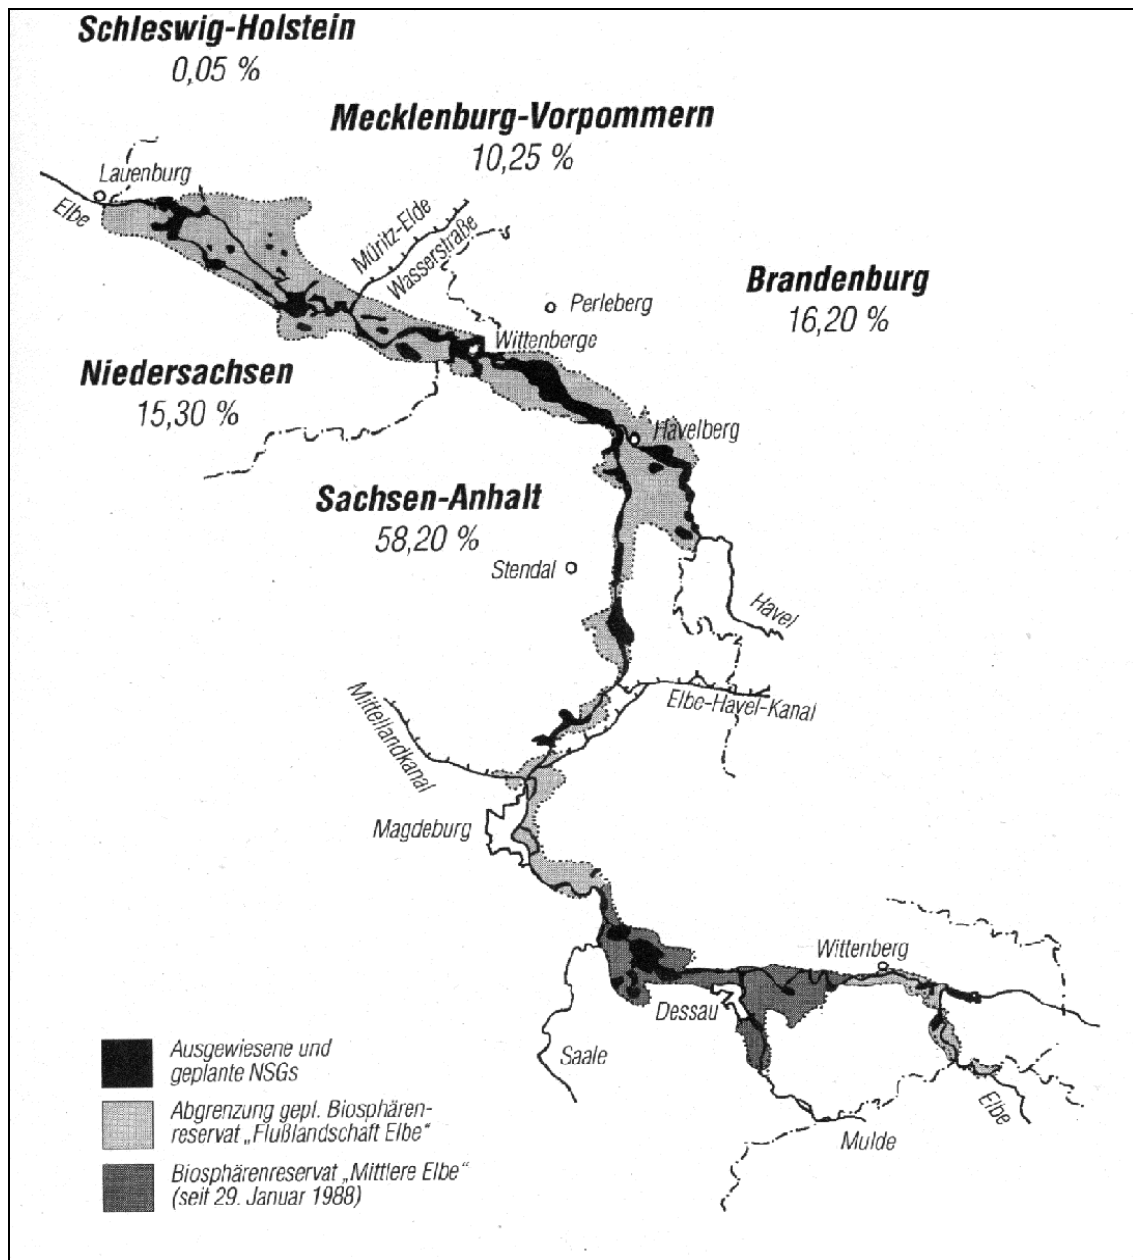 Schleswig-Holstein
0,05 %
Mecklenburg-Vorpommern
10,25 %
Lauenburg
Elbe
Müritz-Elde
Wasserstraße
Perleberg
Brandenburg
16,20 %
Wittenberge
Niedersachsen
15,30 %
Havelberg
Sachsen-Anhalt
58,20 %
Stendal
Havel
Elbe-Havel-Kanal
Mittellandkanal
Magdeburg
Wittenberg
Dessau
Saale
Elbe
Mulde
Ausgewiesene und
geplante NSGs
Abgrenzung gepl. Biosphären-
reservat „Flußlandschaft Elbe“
Biosphärenreservat „Mittlere Elbe“
(seit 29. Januar 1988)